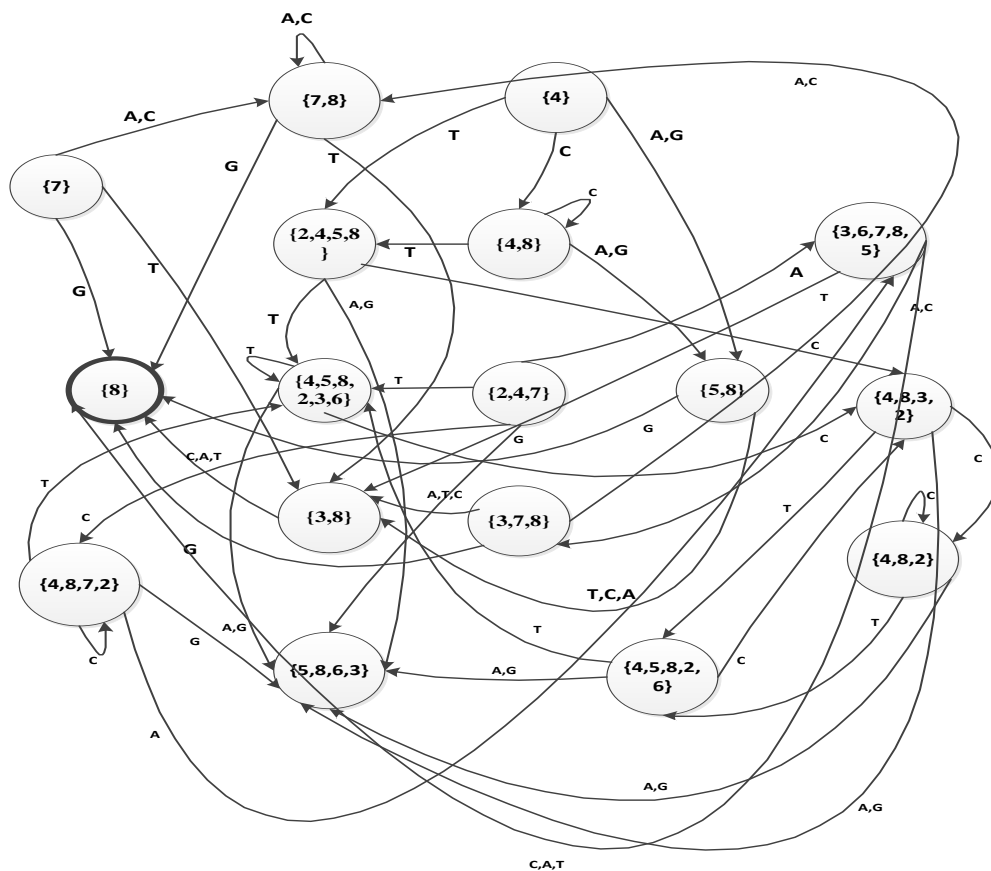 A,C
{7,8}
{4}
A,C
A,C
T
C
A,G
T
G
{7}
T
{2,4,5,8
}
{4,8}
C
T
A,G
{3,6,7,8,
5}
A
T
G
A,G
A,C
T
T
C
{8}
{4,5,8,
2,3,6}
T
{2,4,7}
{5,8}
{4,8,3,
2}
G
G
C
C
C,A,T
T
A,T,C
C
{3,8}
{3,7,8}
T
C
{4,8,2}
G
{4,8,7,2}
T,C,A
A,G
G
T
T
C
{5,8,6,3}
A,G
{4,5,8,2,
6}
C
A
A,G
A,G
C,A,T